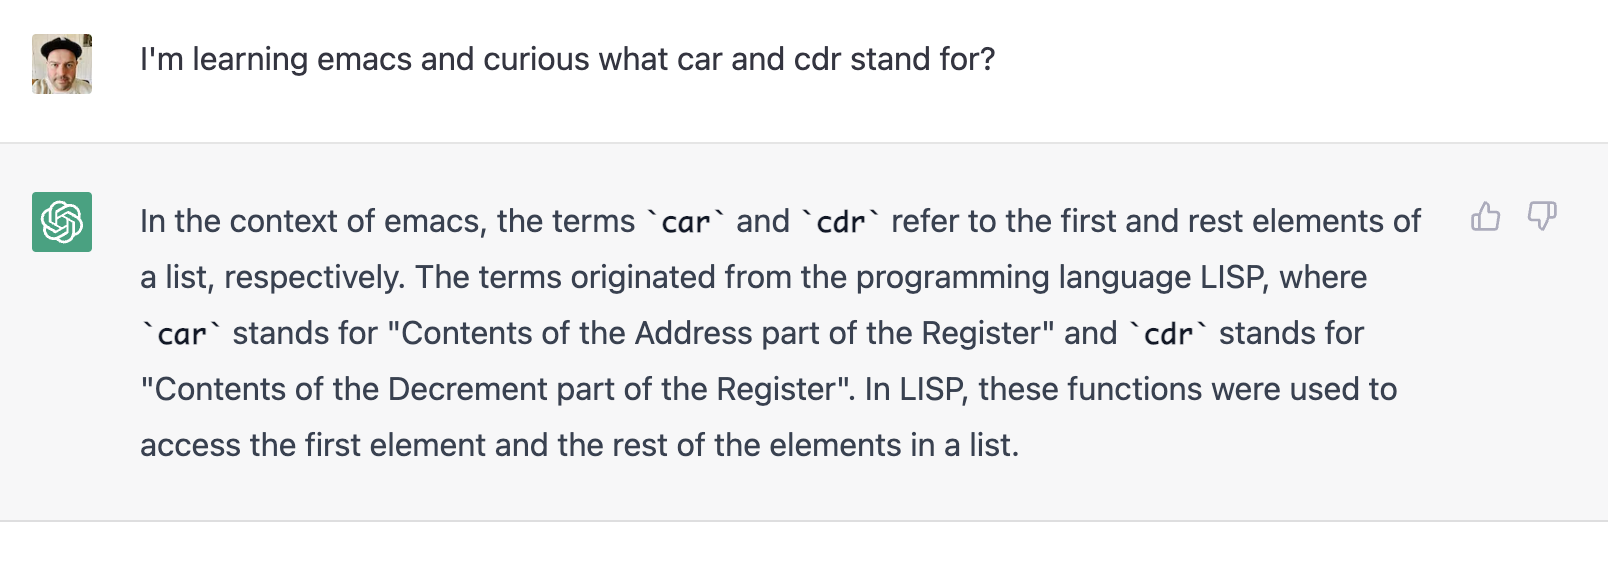 I'm learning emacs and curious what car and cdr stand for?
In the context of emacs, the terms `car` and `cdr` refer to the first and rest elements of
a list, respectively. The terms originated from the programming language LISP, where
`car` stands for "Contents of the Address part of the Register" and `cdr` stands for
"Contents of the Decrement part of the Register". In LISP, these functions were used to
access the first element and the rest of the elements in a list.